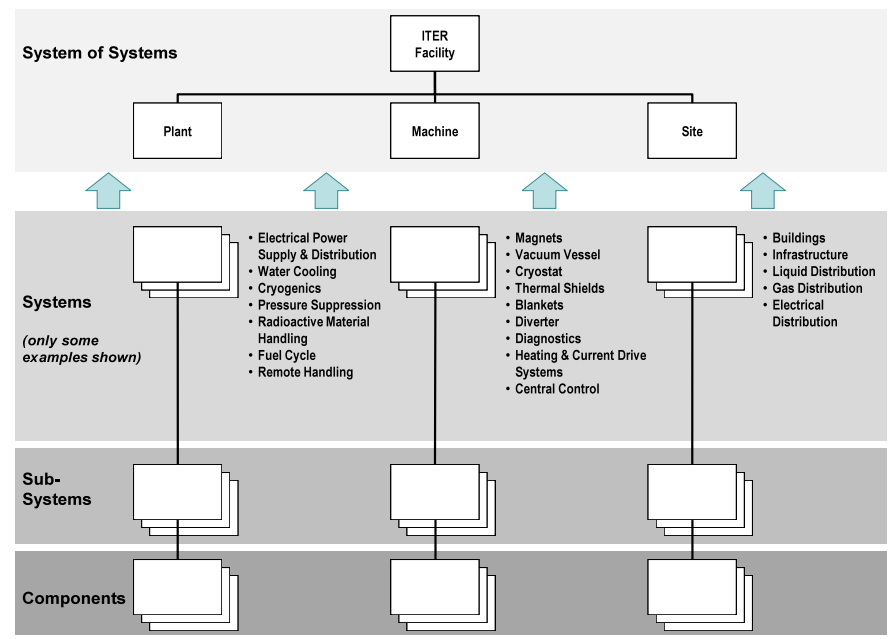 System of Systems
ITER
Facility
Plant
Machine
Site
Systems
(only some
examples shown)
• Electrical Power
Supply & Distribution
• Water Cooling
• Cryogenics
• Pressure Suppression
• Radioactive Material
Handling
• Fuel Cycle
• Remote Handling
• Magnets
• Vacuum Vessel
• Cryostat
• Thermal Shields
• Blankets
• Diverter
• Diagnostics
• Heating & Current Drive
Systems
• Central Control
• Buildings
• Infrastructure
• Liquid Distribution
• Gas Distribution
• Electrical
Distribution
Sub-
Systems
Components